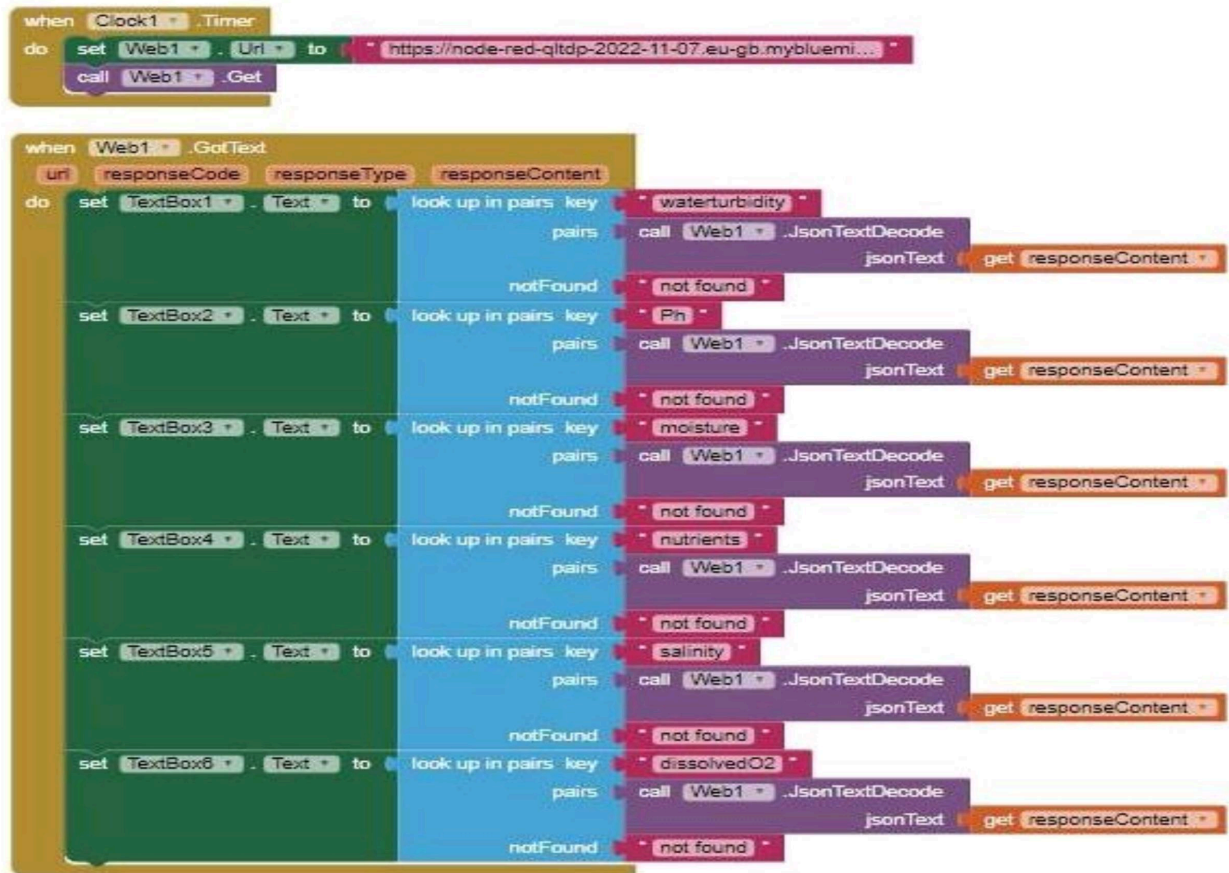 when Clock1 .Timer
do set Web1 . Url to " https://node-red-qltdp-2022-11-07.eu-gb.mybluemi... "
call Web1 .Get
when Web1 .GotText
url responseCode responseType responseContent
do set TextBox1 . Text to look up in pairs key " waterturbidity "
pairs call Web1 .JsonTextDecode
jsonText get responseContent
notFound " not found "
set TextBox2 . Text to look up in pairs key " Ph "
pairs call Web1 .JsonTextDecode
jsonText get responseContent
notFound " not found "
set TextBox3 . Text to look up in pairs key " moisture "
pairs call Web1 .JsonTextDecode
jsonText get responseContent
notFound " not found "
set TextBox4 . Text to look up in pairs key " nutrients "
pairs call Web1 .JsonTextDecode
jsonText get responseContent
notFound " not found "
set TextBox5 . Text to look up in pairs key " salinity "
pairs call Web1 .JsonTextDecode
jsonText get responseContent
notFound " not found "
set TextBox6 . Text to look up in pairs key " dissolvedO2 "
pairs call Web1 .JsonTextDecode
jsonText get responseContent
notFound " not found "